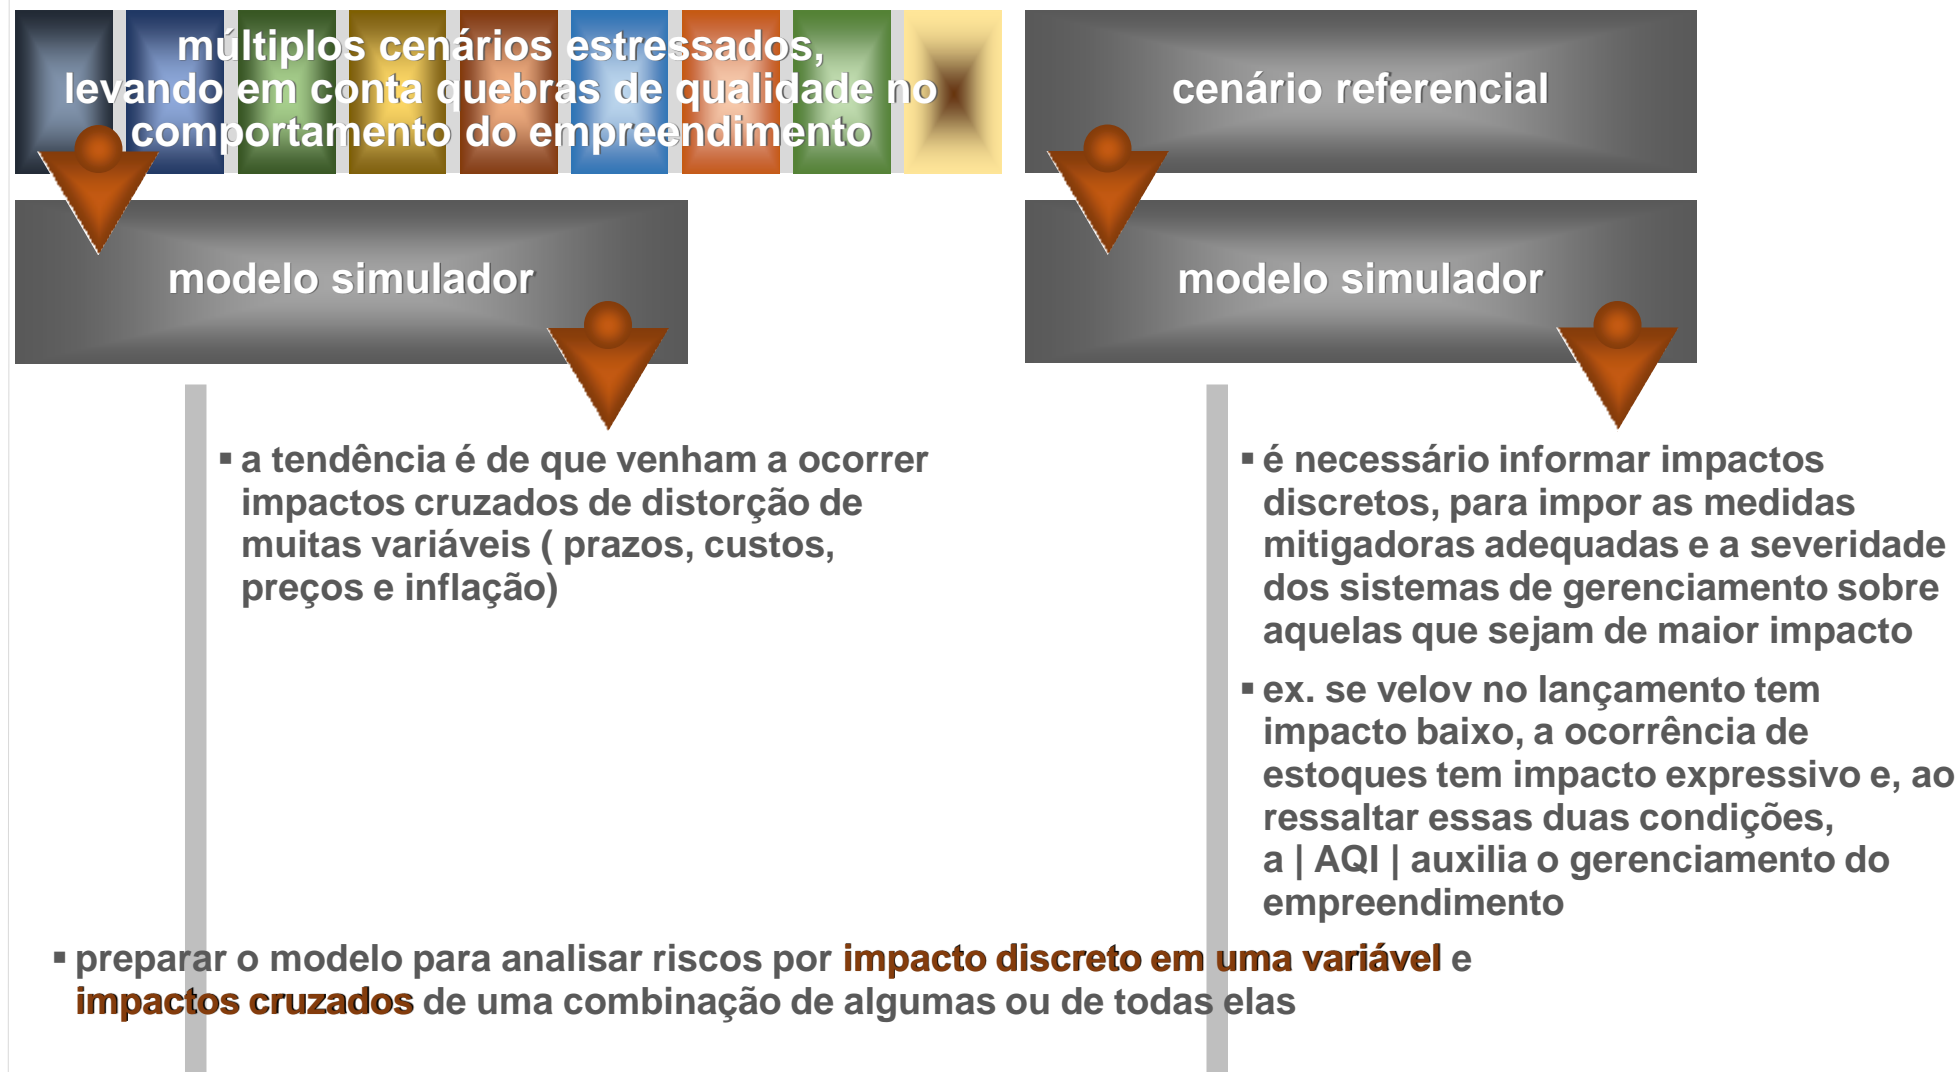 múltiplos cenários estressados,
levando em conta quebras de qualidade no
comportamento do empreendimento
modelo simulador
▪ a tendência é de que venham a ocorrer
impactos cruzados de distorção de
muitas variáveis ( prazos, custos,
preços e inflação)
cenário referencial
modelo simulador
▪ é necessário informar impactos
discretos, para impor as medidas
mitigadoras adequadas e a severidade
dos sistemas de gerenciamento sobre
aquelas que sejam de maior impacto
▪ ex. se velov no lançamento tem
impacto baixo, a ocorrência de
estoques tem impacto expressivo e, ao
ressaltar essas duas condições,
a | AQI | auxilia o gerenciamento do
empreendimento
▪ preparar o modelo para analisar riscos por impacto discreto em uma variável e
impactos cruzados de uma combinação de algumas ou de todas elas